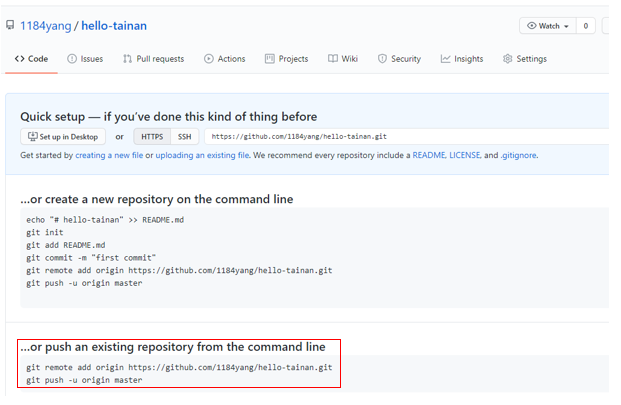 1184yang / hello-tainan
Watch 0
Code Issues Pull requests Actions Projects Wiki Security Insights Settings
Quick setup — if you've done this kind of thing before
Set up in Desktop or HTTPS SSH https://github.com/1184yang/hello-tainan.git
Get started by creating a new file or uploading an existing file. We recommend every repository include a README, LICENSE, and .gitignore.
...or create a new repository on the command line
echo "# hello-tainan" >> README.md
git init
git add README.md
git commit -m "first commit"
git remote add origin https://github.com/1184yang/hello-tainan.git
git push -u origin master
...or push an existing repository from the command line
git remote add origin https://github.com/1184yang/hello-tainan.git
git push -u origin master